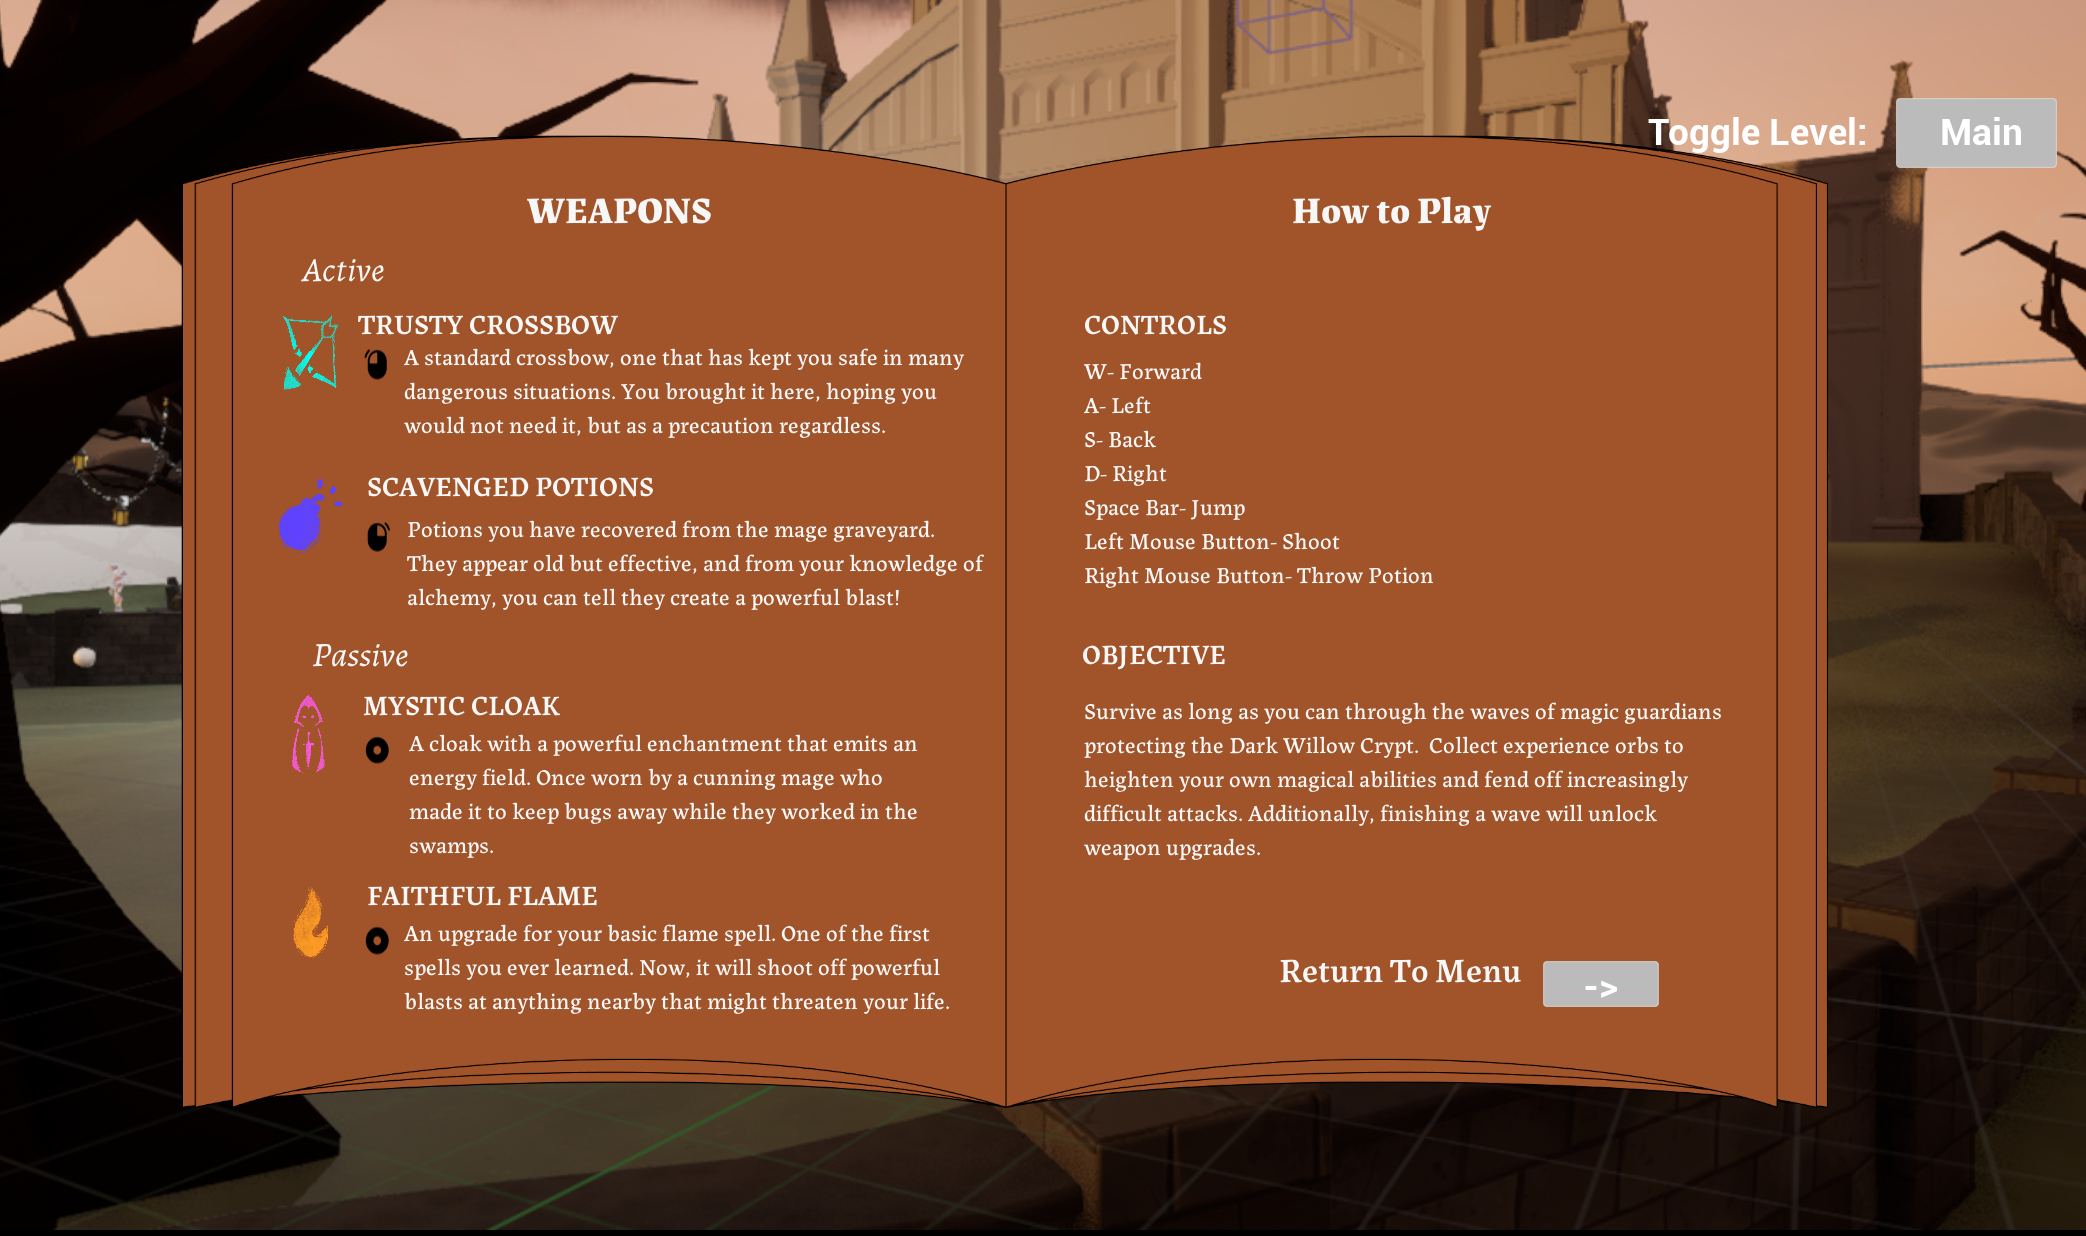 Toggle Level: Main
WEAPONS
Active
TRUSTY CROSSBOW
A standard crossbow, one that has kept you safe in many
dangerous situations. You brought it here, hoping you
would not need it, but as a precaution regardless.
SCAVENGED POTIONS
Potions you have recovered from the mage graveyard.
They appear old but effective, and from your knowledge of
alchemy, you can tell they create a powerful blast!
Passive
MYSTIC CLOAK
A cloak with a powerful enchantment that emits an
energy field. Once worn by a cunning mage who
made it to keep bugs away while they worked in the
swamps.
FAITHFUL FLAME
An upgrade for your basic flame spell. One of the first
spells you ever learned. Now, it will shoot off powerful
blasts at anything nearby that might threaten your life.
How to Play
CONTROLS
W- Forward
A- Left
S- Back
D- Right
Space Bar- Jump
Left Mouse Button- Shoot
Right Mouse Button- Throw Potion
OBJECTIVE
Survive as long as you can through the waves of magic guardians
protecting the Dark Willow Crypt.  Collect experience orbs to
heighten your own magical abilities and fend off increasingly
difficult attacks. Additionally, finishing a wave will unlock
weapon upgrades.
Return To Menu ->